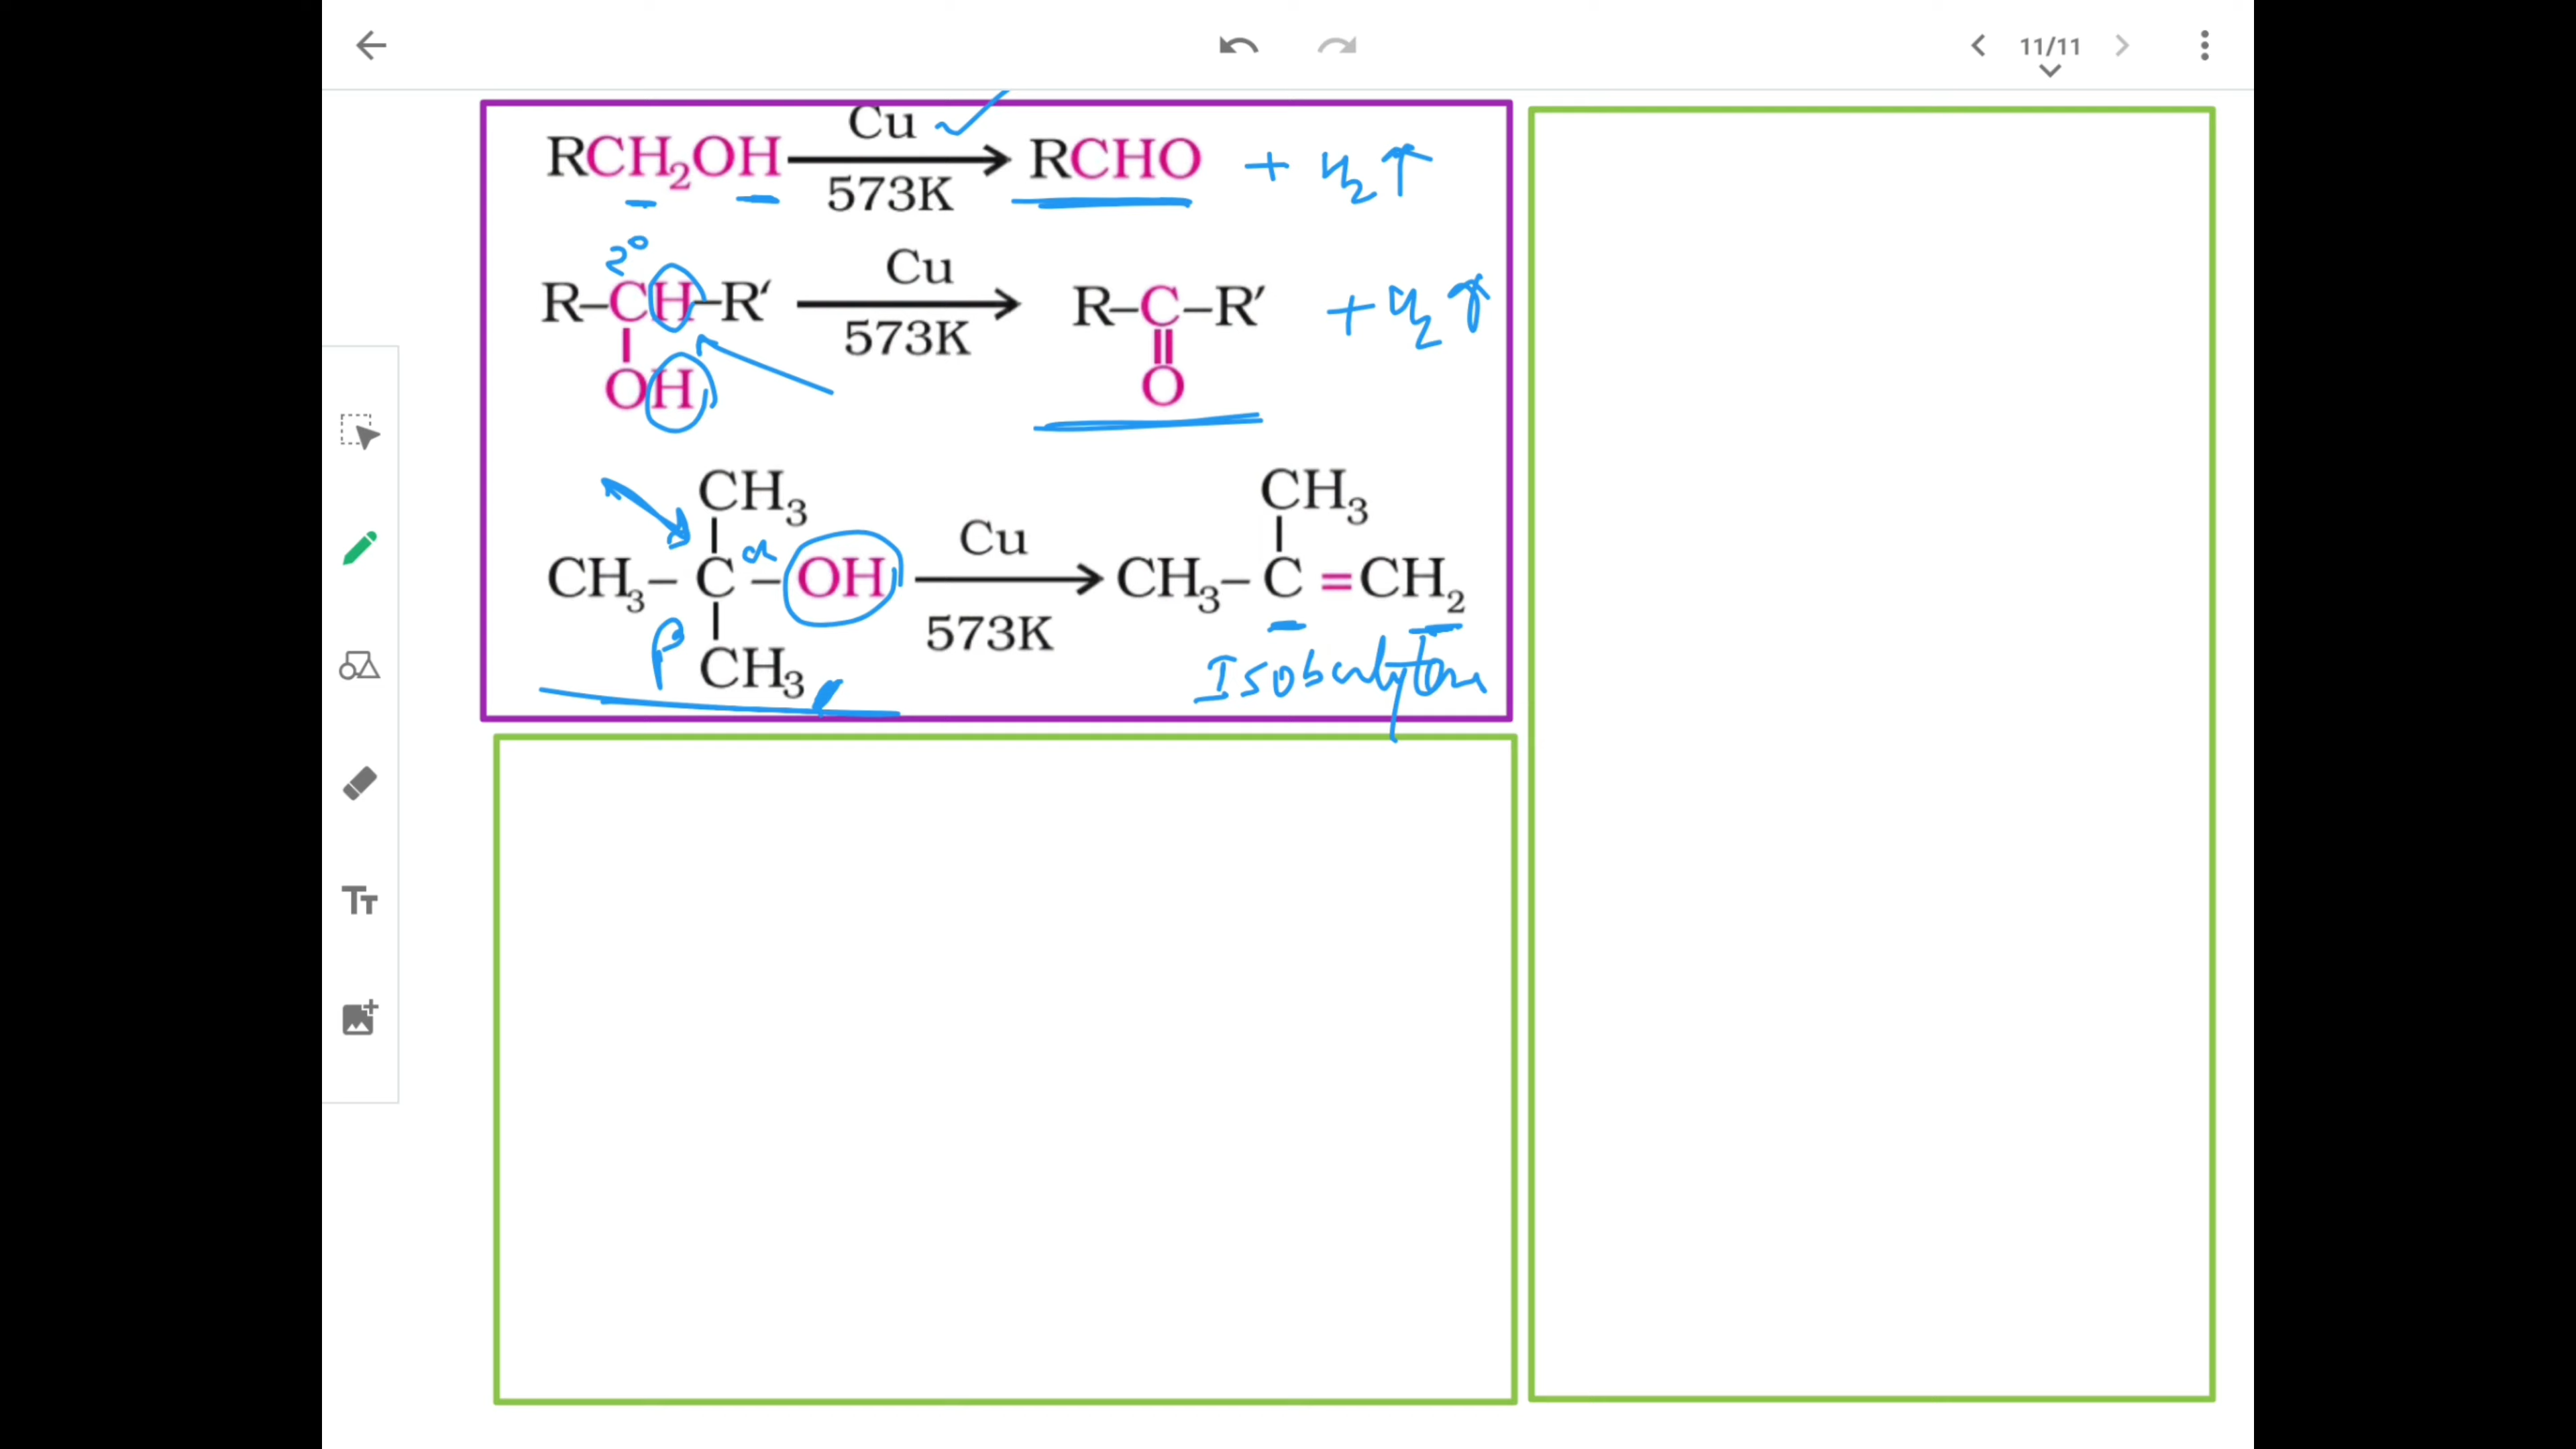 11/11
RCH₂OH Cu 573K RCHO + H₂↑
2°
R–CH–R′ Cu 573K R–C–R′ + H₂↑
OH O
CH₃ CH₃
CH₃–C–OH Cu 573K CH₃–C=CH₂
α
β
CH₃
Tт